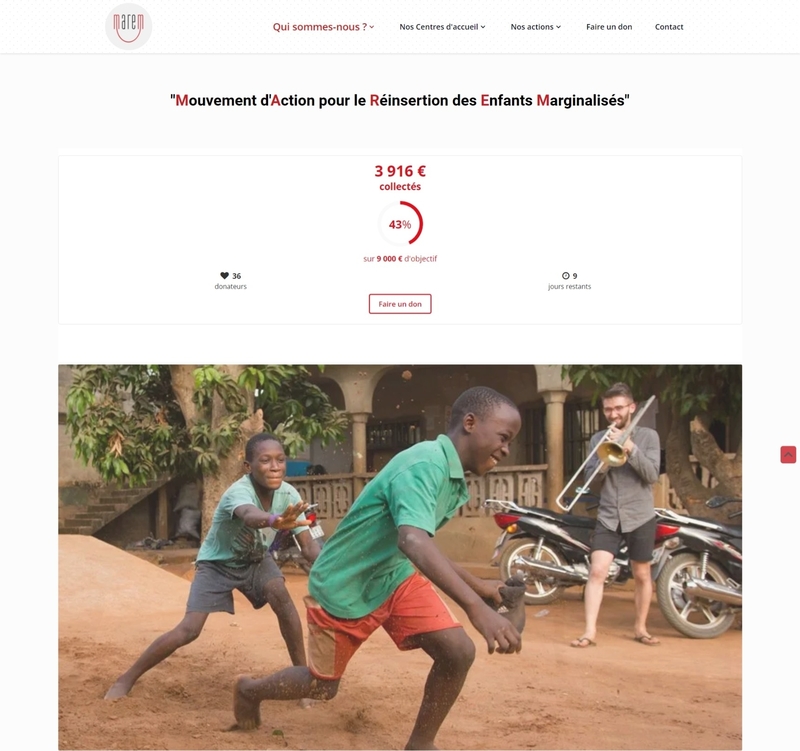 marem
Qui sommes-nous ?
Nos Centres d'accueil
Nos actions
Faire un don
Contact
"Mouvement d'Action pour le Réinsertion des Enfants Marginalisés"
3 916 €
collectés
43%
sur 9 000 € d'objectif
36
donateurs
9
jours restants
Faire un don